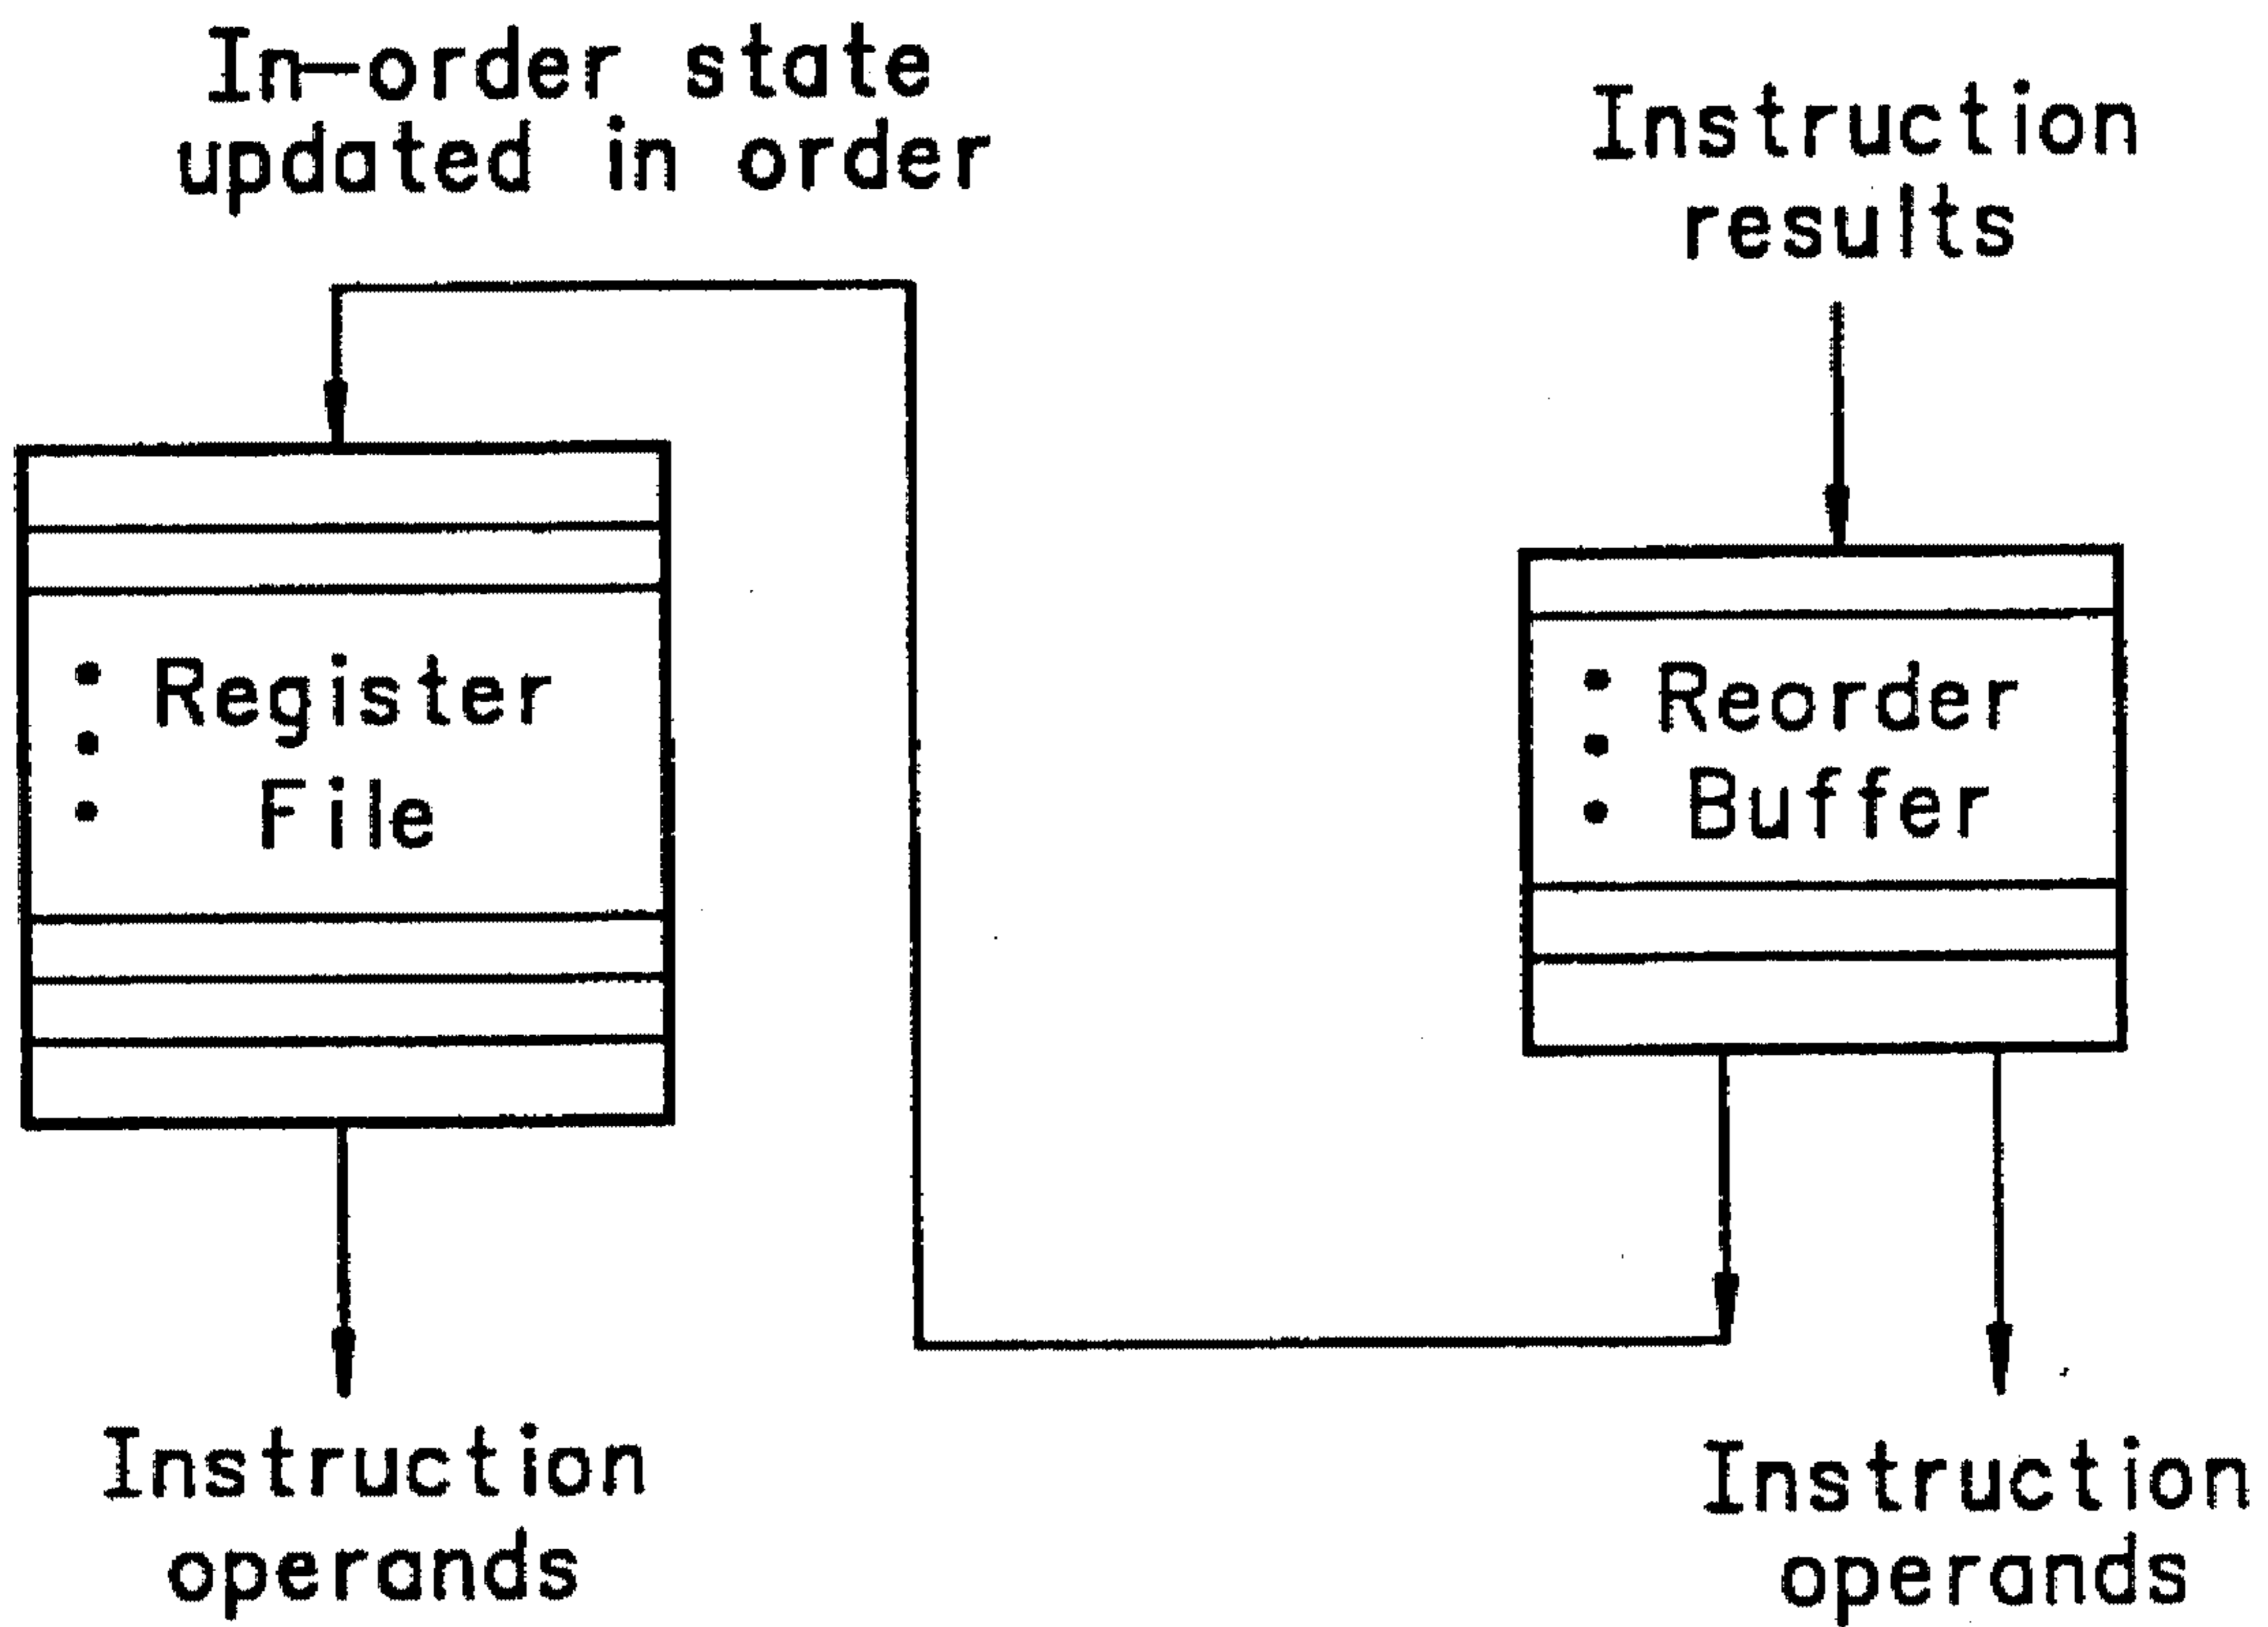 In-order state
updated in order
Instruction
results
Register
File
Reorder
Buffer
Instruction
operands
Instruction
operands